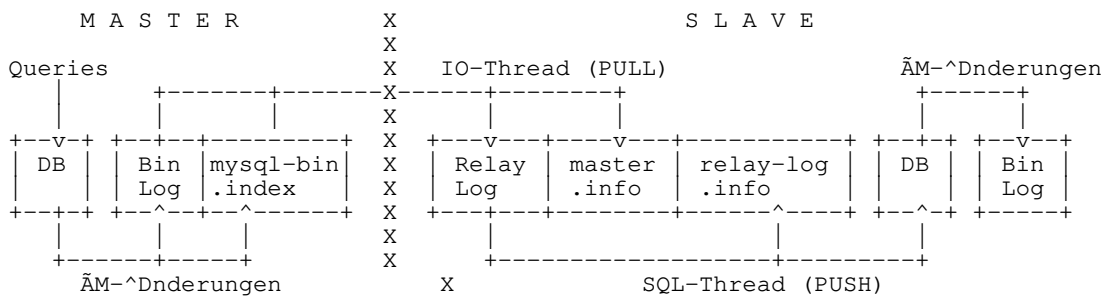 M A S T E R X S L A V E
X
Queries X IO-Thread (PULL) ÃM-^Dnderungen
X
X
X
DB Bin mysql-bin X Relay master relay-log DB Bin
Log .index X Log .info .info Log
X
X
X
ÃM-^Dnderungen X SQL-Thread (PUSH)